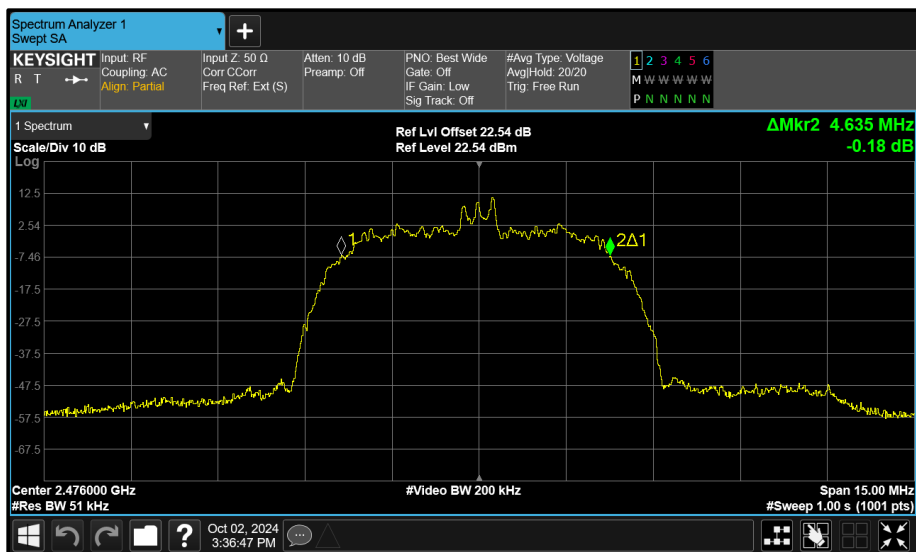 Spectrum Analyzer 1
Swept SA
KEYSIGHT
R T
LXI
Input: RF
Coupling: AC
Align: Partial
Input Z: 50 Ω
Corr CCorr
Freq Ref: Ext (S)
Atten: 10 dB
Preamp: Off
PNO: Best Wide
Gate: Off
IF Gain: Low
Sig Track: Off
#Avg Type: Voltage
Avg|Hold: 20/20
Trig: Free Run
1 2 3 4 5 6
M W W W W W
P N N N N N
1 Spectrum
Scale/Div 10 dB
Log
Ref Lvl Offset 22.54 dB
Ref Level 22.54 dBm
ΔMkr2 4.635 MHz
-0.18 dB
12.5
2.54
-7.46
-17.5
-27.5
-37.5
-47.5
-57.5
-67.5
1
2Δ1
Center 2.476000 GHz
#Res BW 51 kHz
#Video BW 200 kHz
Span 15.00 MHz
#Sweep 1.00 s (1001 pts)
Oct 02, 2024
3:36:47 PM